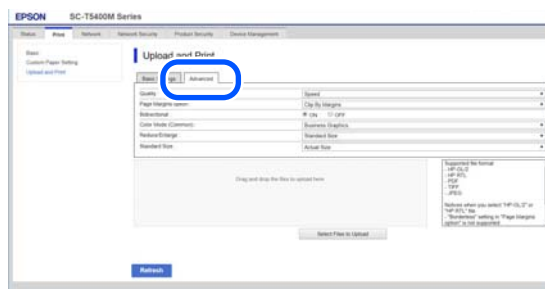 EPSON SC-T5400M Series
Status Print Network Network Security Product Security Device Management
Basic
Custom Paper Setting
Upload and Print
Upload and Print
Basic Advanced
Quality : Speed
Page Margins option : Clip By Margins
Bidirectional : ON OFF
Color Mode (Common) : Business Graphics
Reduce/Enlarge : Standard Size
Standard Size : Actual Size
Drag and drop the files to upload here.
Supported file format
- HP-GL/2
- HP RTL
- PDF
- TIFF
- JPEG
Notices when you select "HP-GL/2" or
"HP RTL" file
- "Borderless" setting in "Page Margins
option" is not supported.
Select Files to Upload
Refresh